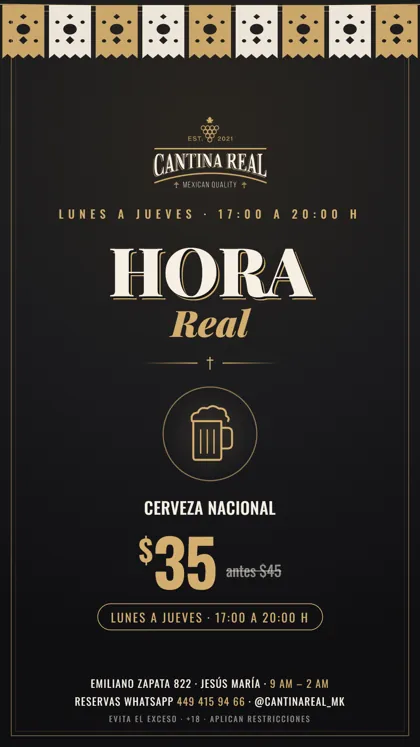 EST. 2021
CANTINA REAL
MEXICAN QUALITY
LUNES A JUEVES · 17:00 A 20:00 H
HORA
Real
CERVEZA NACIONAL
$35 antes $45
LUNES A JUEVES · 17:00 A 20:00 H
EMILIANO ZAPATA 822 · JESÚS MARÍA · 9 AM – 2 AM
RESERVAS WHATSAPP 449 415 94 66 · @CANTINAREAL_MK
EVITA EL EXCESO · +18 · APLICAN RESTRICCIONES